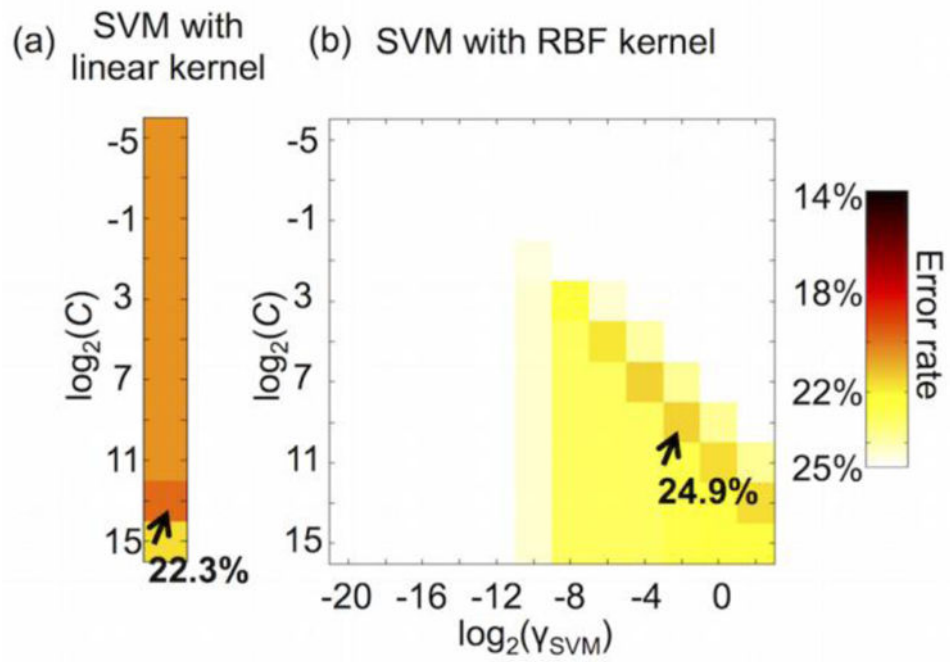 (a) SVM with
linear kernel
(b) SVM with RBF kernel
log2(C)
-5
-1
3
7
11
15
22.3%
log2(C)
-5
-1
3
7
11
15
24.9%
-20 -16 -12 -8 -4 0
log2(γSVM)
14%
18%
22%
25%
Error rate